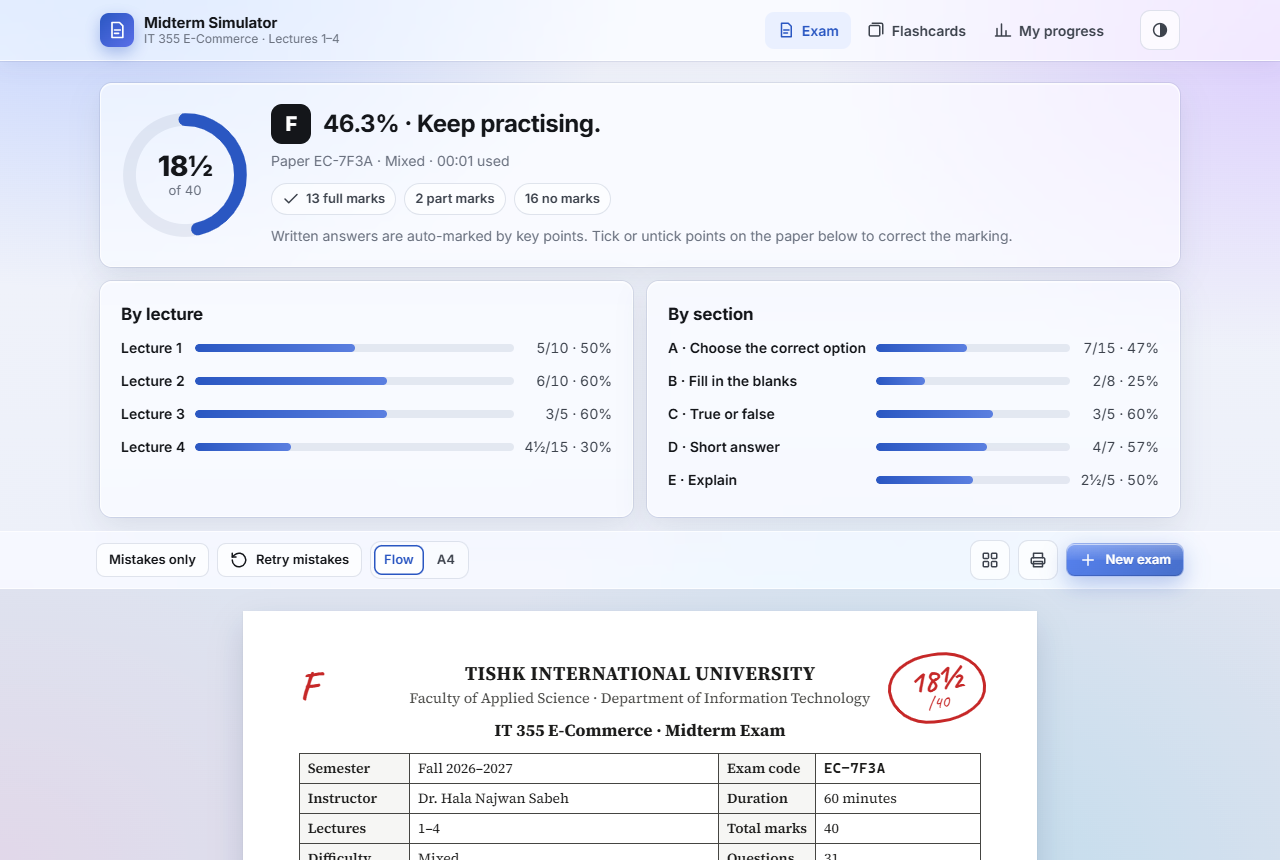 Midterm Simulator
IT 355 E-Commerce · Lectures 1–4
Exam
Flashcards
My progress
18½
of 40
F
46.3% · Keep practising.
Paper EC-7F3A · Mixed · 00:01 used
13 full marks
2 part marks
16 no marks
Written answers are auto-marked by key points. Tick or untick points on the paper below to correct the marking.
By lecture
Lecture 1 5/10 · 50%
Lecture 2 6/10 · 60%
Lecture 3 3/5 · 60%
Lecture 4 4½/15 · 30%
By section
A · Choose the correct option 7/15 · 47%
B · Fill in the blanks 2/8 · 25%
C · True or false 3/5 · 60%
D · Short answer 4/7 · 57%
E · Explain 2½/5 · 50%
Mistakes only
Retry mistakes
Flow
A4
New exam
F
TISHK INTERNATIONAL UNIVERSITY
Faculty of Applied Science · Department of Information Technology
IT 355 E-Commerce · Midterm Exam
18½
/40
Semester Fall 2026–2027 Exam code EC-7F3A
Instructor Dr. Hala Najwan Sabeh Duration 60 minutes
Lectures 1–4 Total marks 40
Difficulty Mixed Questions 31